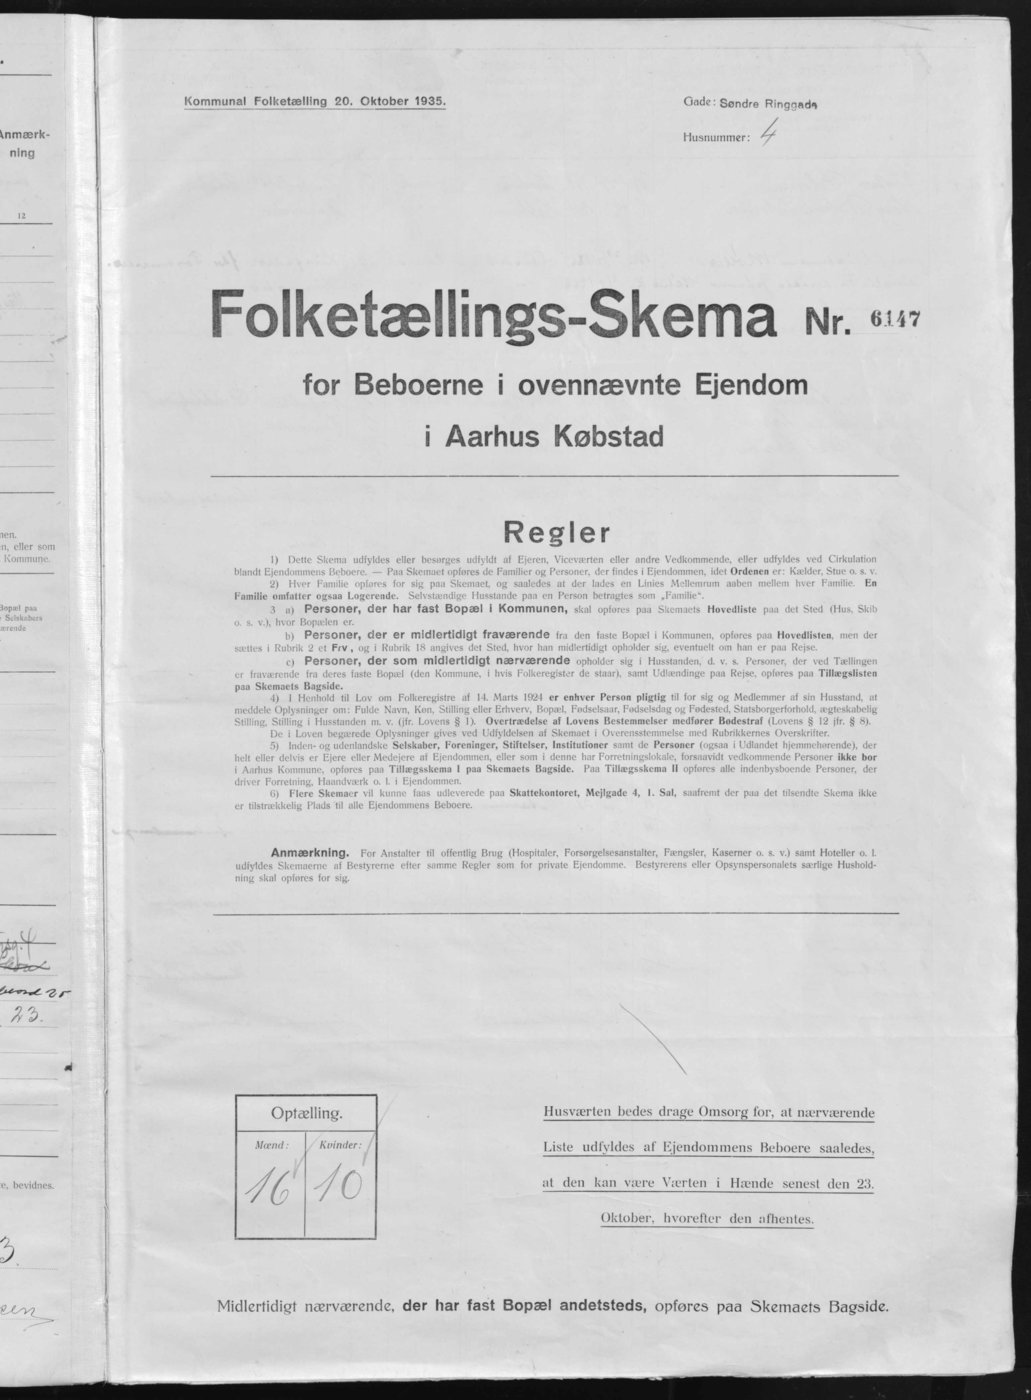 Anmærk-
ning
12
Kommunal Folketælling 20. Oktober 1935.
Gade: Søndre Ringgade
Husnummer: 4
Folketællings-Skema Nr. 6147
for Beboerne i ovennævnte Ejendom
i Aarhus Købstad
Regler
1) Dette Skema udfyldes eller besørges udfyldt af Ejeren, Viceværten eller andre Vedkommende, eller udfyldes ved Cirkulation
blandt Ejendommens Beboere. — Paa Skemaet opføres de Familier og Personer, der findes i Ejendommen, idet Ordenen er: Kælder, Stue o. s. v.
2) Hver Familie opføres for sig paa Skemaet, og saaledes at der lades en Linies Mellemrum aaben mellem hver Familie. En
Familie omfatter ogsaa Logerende. Selvstændige Husstande paa en Person betragtes som „Familie“.
3 a) Personer, der har fast Bopæl i Kommunen, skal opføres paa Skemaets Hovedliste paa det Sted (Hus, Skib
o. s. v.), hvor Bopælen er.
b) Personer, der er midlertidigt fraværende fra den faste Bopæl i Kommunen, opføres paa Hovedlisten, men der
sættes i Rubrik 2 et Frv, og i Rubrik 18 angives det Sted, hvor han midlertidigt opholder sig, eventuelt om han er paa Rejse.
c) Personer, der som midlertidigt nærværende opholder sig i Husstanden, d. v. s. Personer, der ved Tællingen
er fraværende fra deres faste Bopæl (den Kommune, i hvis Folkeregister de staar), samt Udlændinge paa Rejse, opføres paa Tillægslisten
paa Skemaets Bagside.
4) I Henhold til Lov om Folkeregistre af 14. Marts 1924 er enhver Person pligtig til for sig og Medlemmer af sin Husstand, at
meddele Oplysninger om: Fulde Navn, Køn, Stilling eller Erhverv, Bopæl, Fødselsaar, Fødselsdag og Fødested, Statsborgerforhold, ægteskabelig
Stilling, Stilling i Husstanden m. v. (jfr. Lovens § 1). Overtrædelse af Lovens Bestemmelser medfører Bødestraf (Lovens § 12 jfr. § 8).
De i Loven begærede Oplysninger gives ved Udfyldelsen af Skemaet i Overensstemmelse med Rubrikkernes Overskrifter.
5) Inden- og udenlandske Selskaber, Foreninger, Stiftelser, Institutioner samt de Personer (ogsaa i Udlandet hjemmehørende), der
helt eller delvis er Ejere eller Medejere af Ejendommen, eller som i denne har Forretningslokale, forsaavidt vedkommende Personer ikke bor
i Aarhus Kommune, opføres paa Tillægsskema I paa Skemaets Bagside. Paa Tillægsskema II opføres alle indenbysboende Personer, der
driver Forretning, Haandværk o. l. i Ejendommen.
6) Flere Skemaer vil kunne faas udleverede paa Skattekontoret, Mejlgade 4, 1. Sal, saafremt der paa det tilsendte Skema ikke
er tilstrækkelig Plads til alle Ejendommens Beboere.
Anmærkning. For Anstalter til offentlig Brug (Hospitaler, Forsørgelsesanstalter, Fængsler, Kaserner o. s. v.) samt Hoteller o. l.
udfyldes Skemaerne af Bestyrerne efter samme Regler som for private Ejendomme. Bestyrerens eller Opsynspersonalets særlige Hushold-
ning skal opføres for sig.
Optælling.
Mænd: Kvinder:
16 10
Husværten bedes drage Omsorg for, at nærværende
Liste udfyldes af Ejendommens Beboere saaledes,
at den kan være Værten i Hænde senest den 23.
Oktober, hvorefter den afhentes.
Midlertidigt nærværende, der har fast Bopæl andetsteds, opføres paa Skemaets Bagside.
eller som
Kommune.
Bopæl paa
Selskabers
23.
bevidnes.